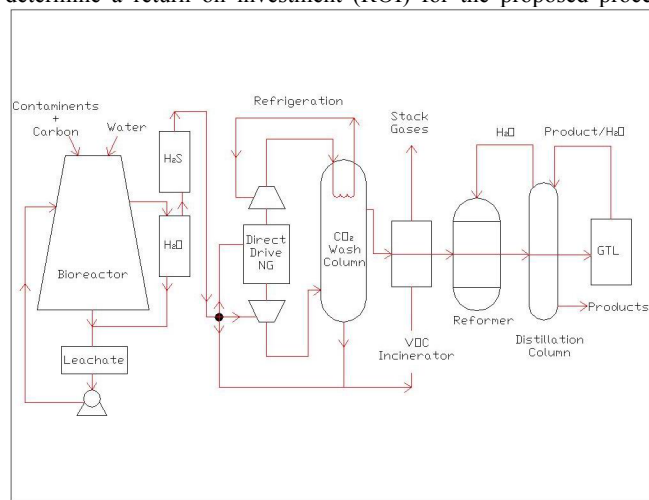 determine a return on investment (ROI) for the proposed proce
Contaminents
+
Carbon
Water
H₂S
H₂O
Bioreactor
Leachate
Refrigeration
Direct
Drive
NG
CO₂
Wash
Column
Stack
Gases
VOC
Incinerator
H₂O
Product/H₂O
Reformer
Distillation
Column
GTL
Products